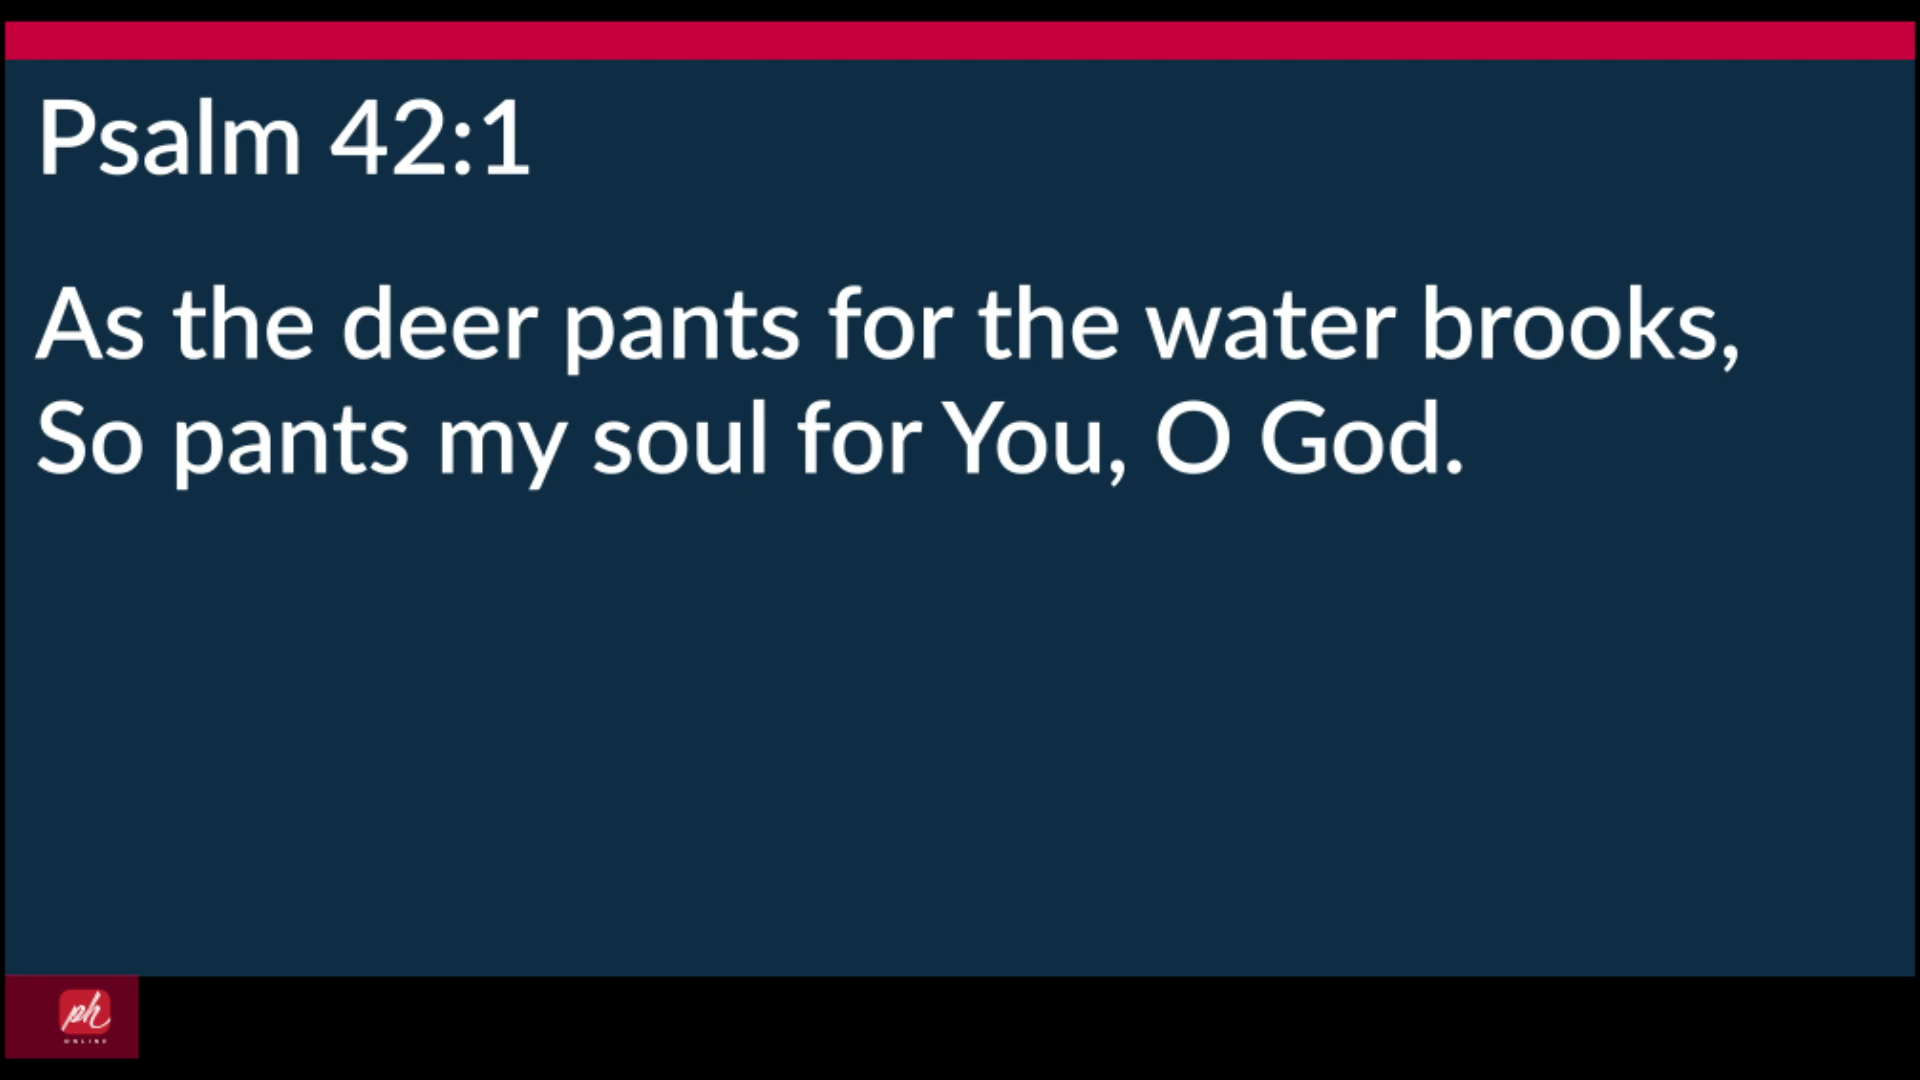 Psalm 42:1
As the deer pants for the water brooks,
So pants my soul for You, O God.
ph
ONLINE